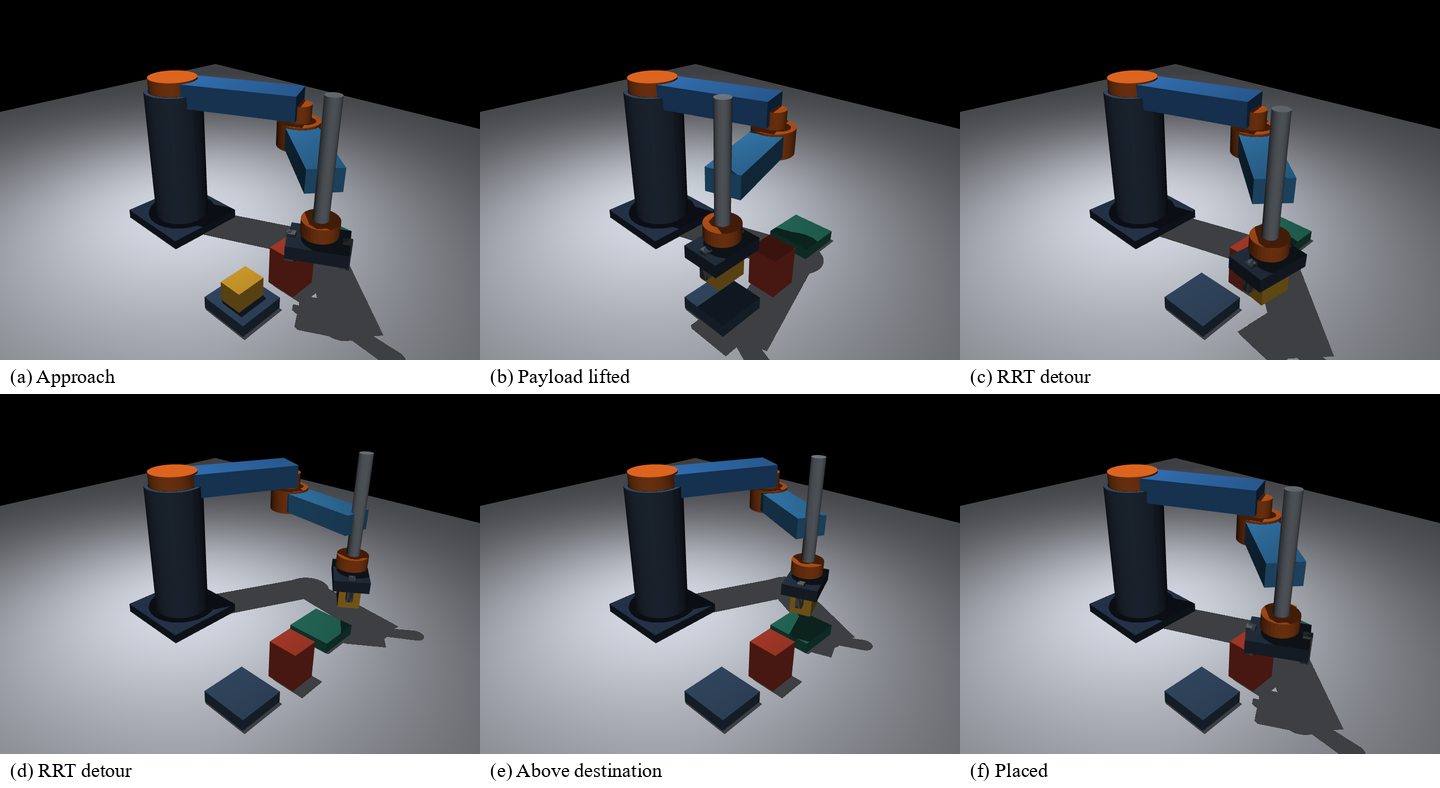 (a) Approach
(b) Payload lifted
(c) RRT detour
(d) RRT detour
(e) Above destination
(f) Placed